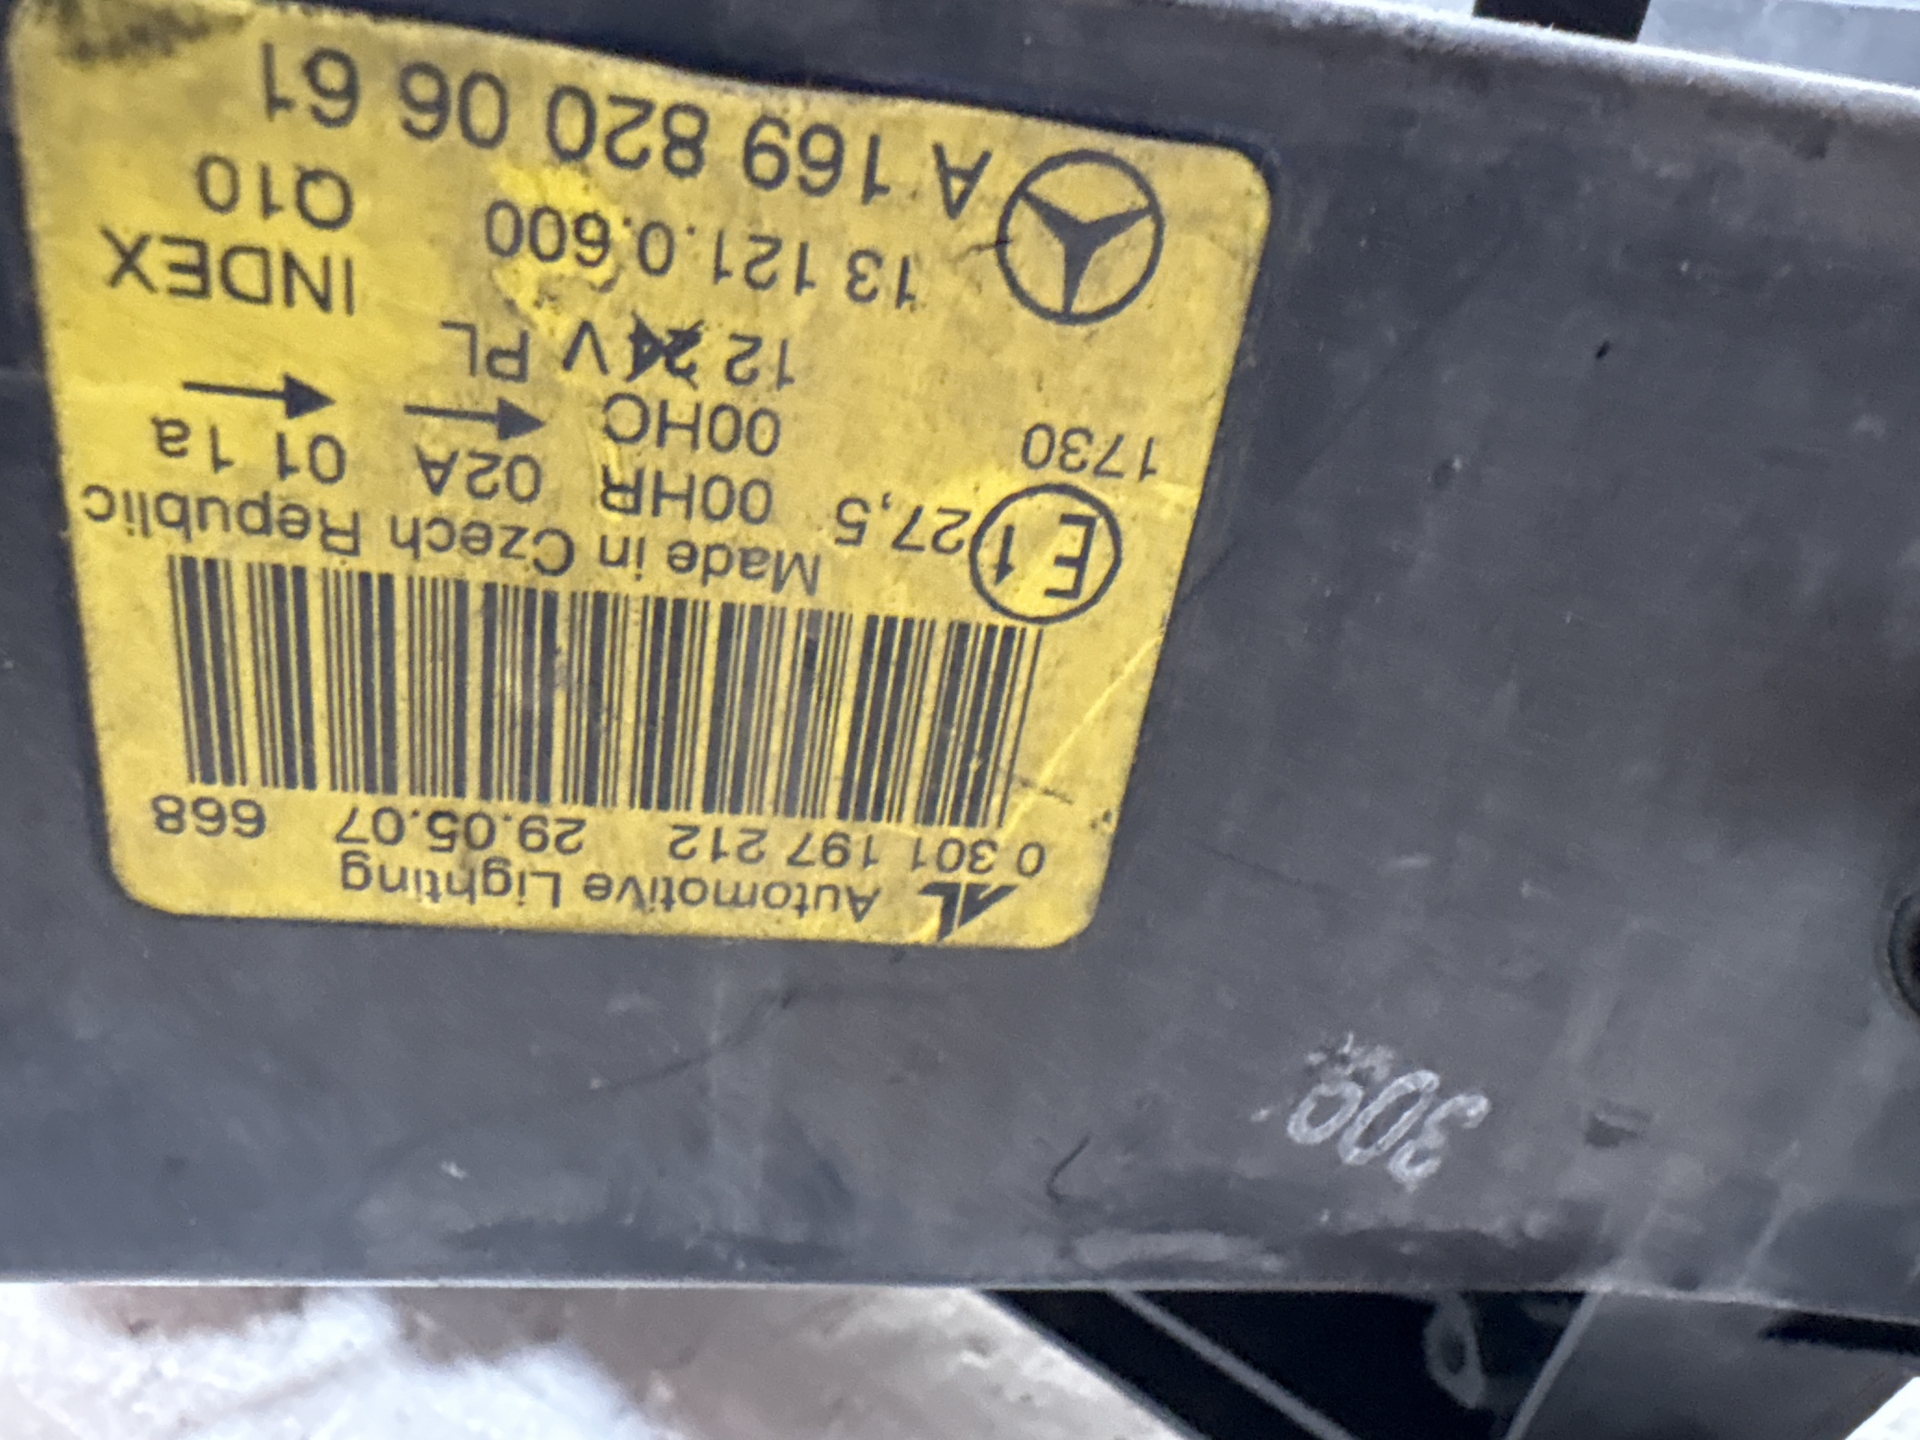 Automotive Lighting
0 301 197 212 29.05.07 668
Made in Czech Republic
E1 27,5 00HR 02A 01 1a
1730 00HC ← ←
12 24 V PL INDEX
13 121.0.600 Q10
A 169 820 06 61